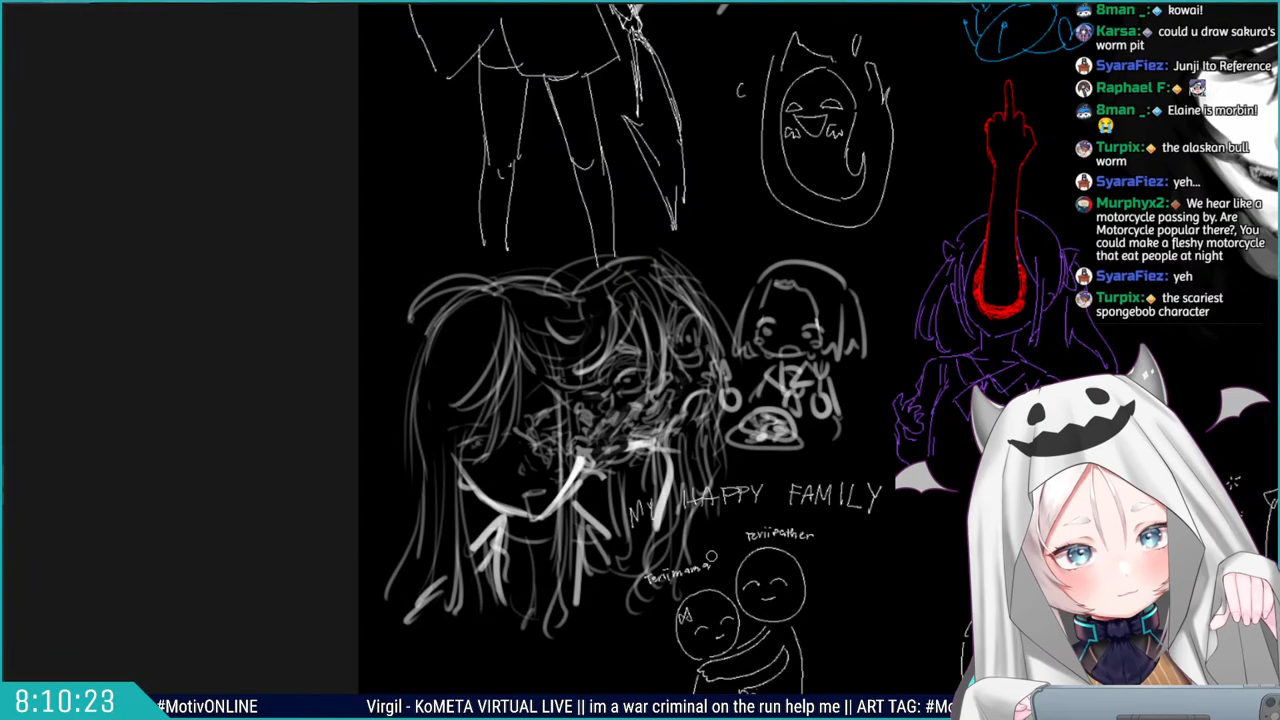 8man _: kowai!
Karsa: could u draw sakura's
worm pit
SyaraFiez: Junji Ito Reference
Raphael F:
8man _: Elaine is morbin!
Turpix: the alaskan bull
worm
SyaraFiez: yeh...
Murphyx2: We hear like a
motorcycle passing by. Are
Motorcycle popular there?, You
could make a fleshy motorcycle
that eat people at night
SyaraFiez: yeh
Turpix: the scariest
spongebob character
MY HAPPY FAMILY
teriifather
teriimama
8:10:23
#MotivONLINE
Virgil - KoMETA VIRTUAL LIVE || im a war criminal on the run help me || ART TAG: #Mo